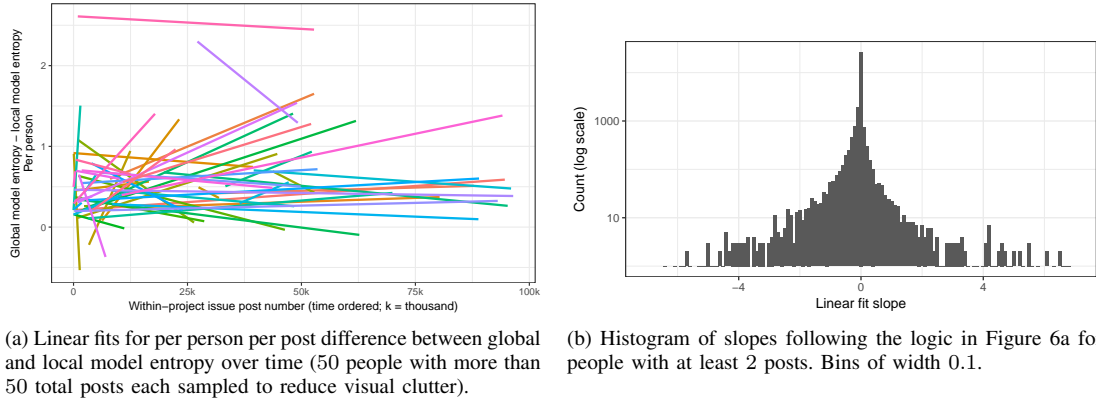 Global model entropy − local model entropy
Per person
2
1
0
0
25k
50k
75k
100k
Within−project issue post number (time ordered; k = thousand)
(a) Linear fits for per person per post difference between global
and local model entropy over time (50 people with more than
50 total posts each sampled to reduce visual clutter).
Count (log scale)
1000
10
−4
0
4
Linear fit slope
(b) Histogram of slopes following the logic in Figure 6a fo
people with at least 2 posts. Bins of width 0.1.